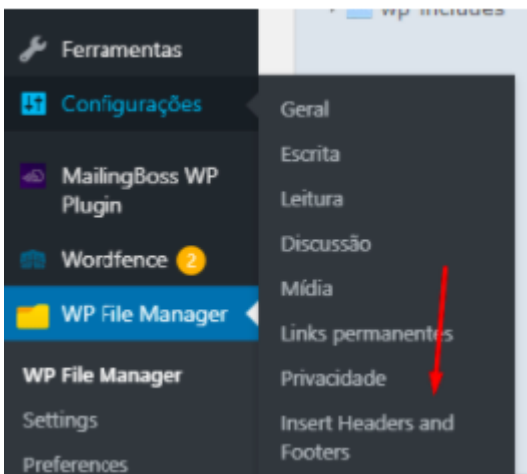 wp includes
Ferramentas
Configurações
MailingBoss WP
Plugin
Wordfence 2
WP File Manager
WP File Manager
Settings
Preferences
Geral
Escrita
Leitura
Discussão
Mídia
Links permanentes
Privacidade
Insert Headers and
Footers